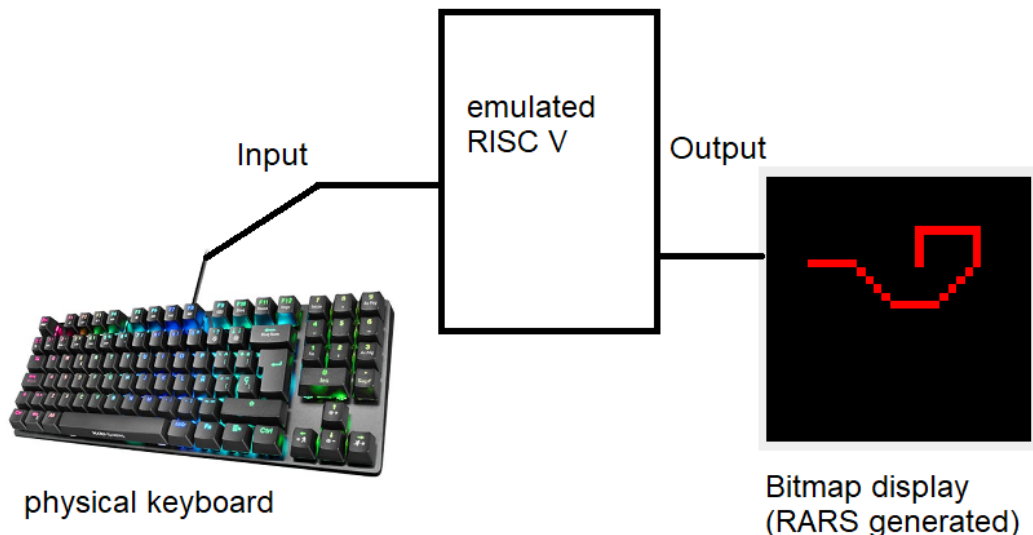 emulated
RISC V
Input
Output
physical keyboard
Bitmap display
(RARS generated)